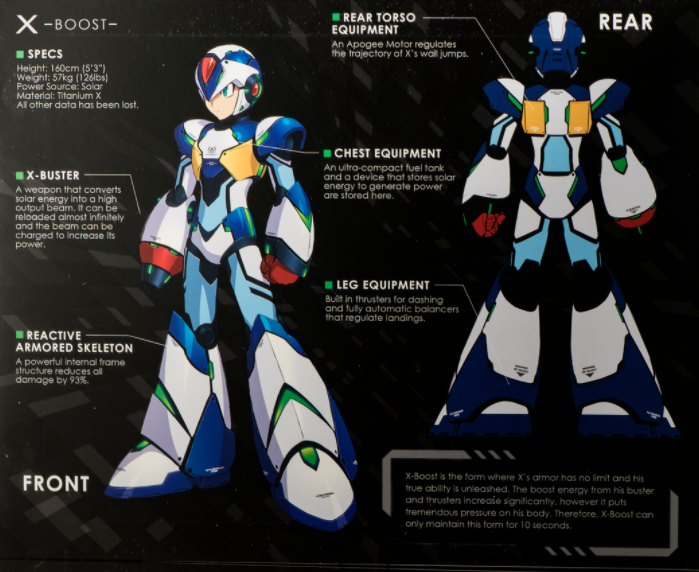 X –BOOST–
SPECS
Height: 160cm (5'3")
Weight: 57kg (126lbs)
Power Source: Solar
Material: Titanium X
All other data has been lost.
X-BUSTER
A weapon that converts
solar energy into a high
output beam. It can be
reloaded almost infinitely
and the beam can be
charged to increase its
power.
REACTIVE
ARMORED SKELETON
A powerful internal frame
structure reduces all
damage by 93%.
FRONT
REAR TORSO
EQUIPMENT
An Apogee Motor regulates
the trajectory of X's wall jumps.
CHEST EQUIPMENT
An ultra-compact fuel tank
and a device that stores solar
energy to generate power
are stored here.
LEG EQUIPMENT
Built in thrusters for dashing
and fully automatic balancers
that regulate landings.
REAR
X-Boost is the form where X's armor has no limit and his
true ability is unleashed. The boost energy from his buster
and thrusters increase significantly, however it puts
tremendous pressure on his body. Therefore, X-Boost can
only maintain this form for 10 seconds.